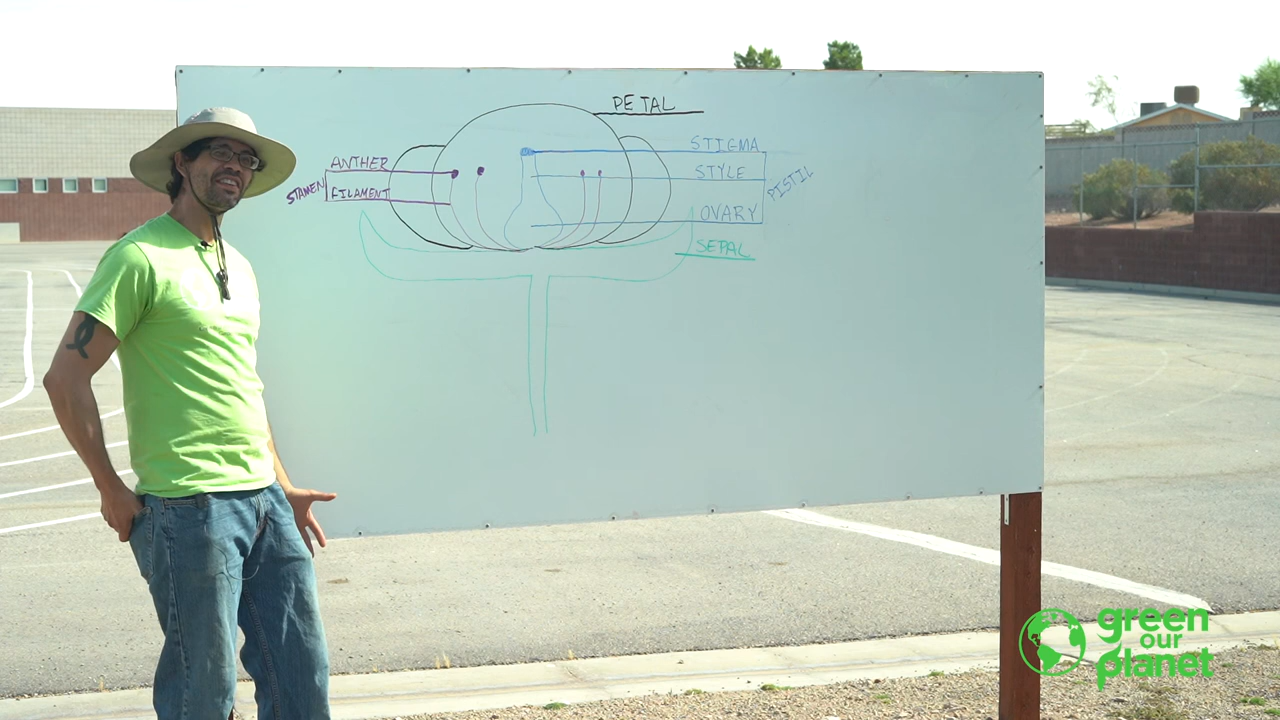 PETAL
STIGMA
ANTHER
STYLE
STAMEN
FILAMENT
PISTIL
OVARY
SEPAL
green
our
planet